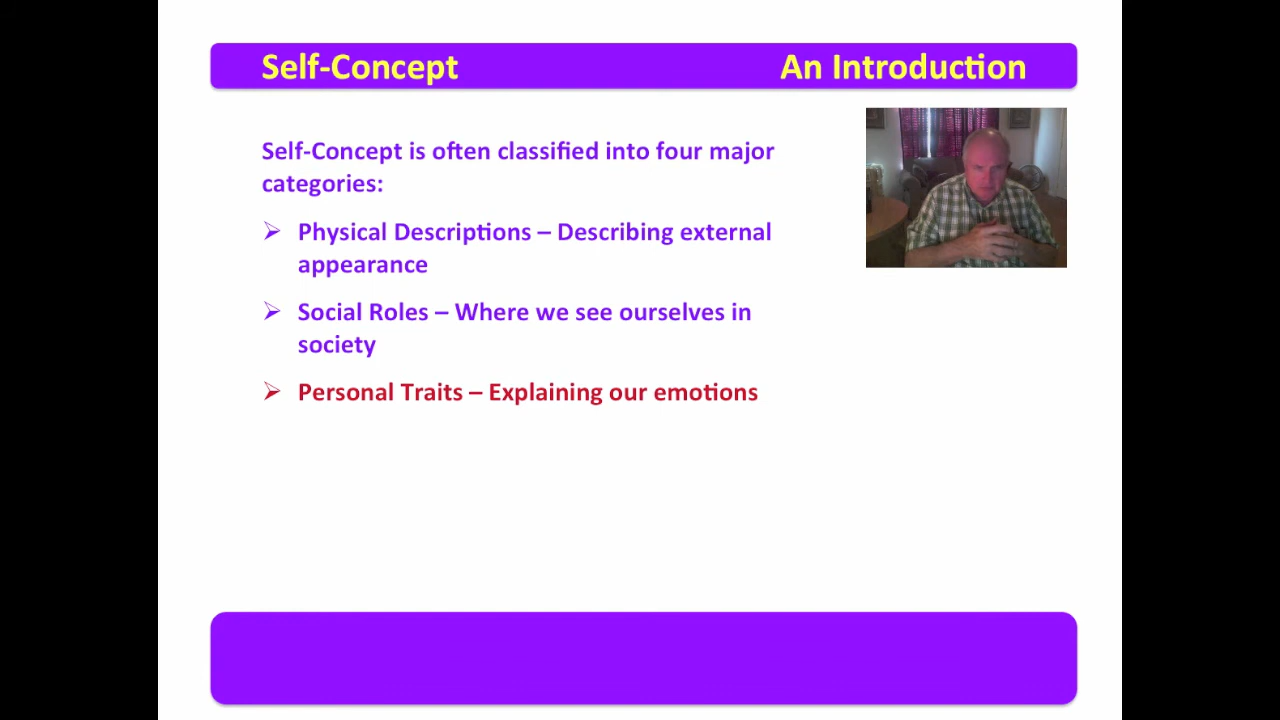 Self-Concept An Introduction
Self-Concept is often classified into four major
categories:
➢ Physical Descriptions – Describing external
appearance
➢ Social Roles – Where we see ourselves in
society
➢ Personal Traits – Explaining our emotions